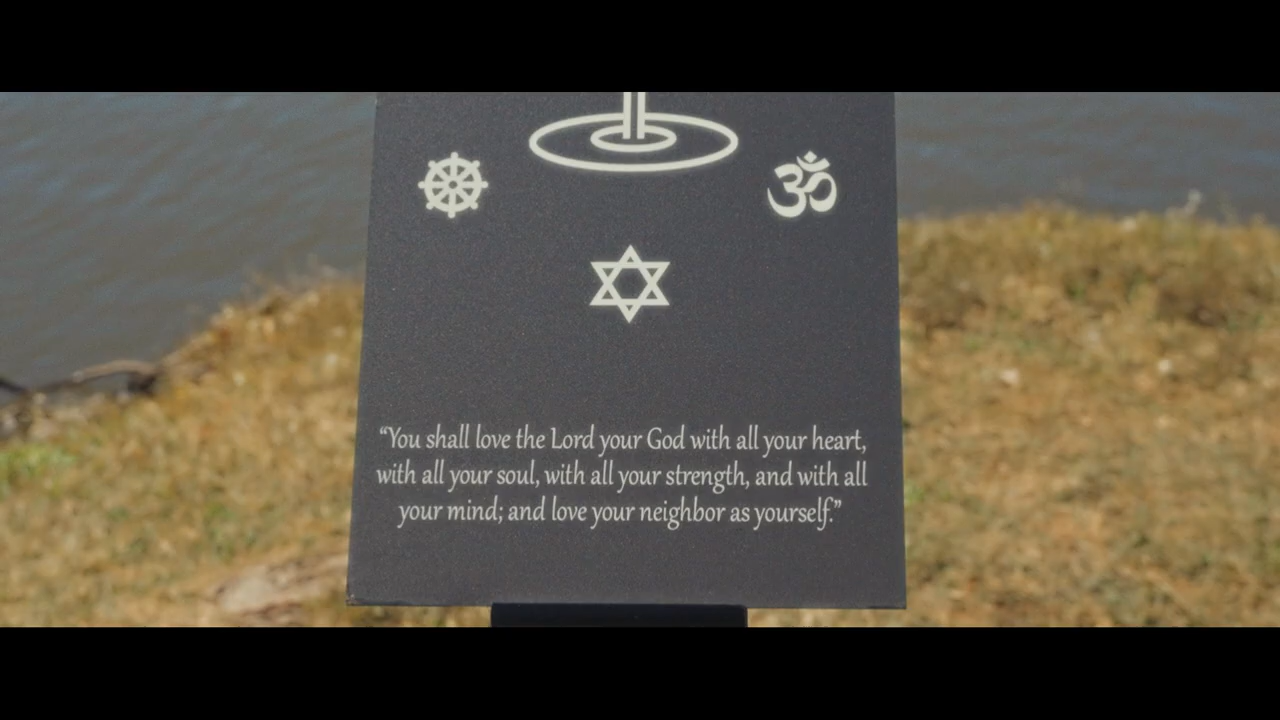 ॐ
“You shall love the Lord your God with all your heart,
with all your soul, with all your strength, and with all
your mind; and love your neighbor as yourself.”